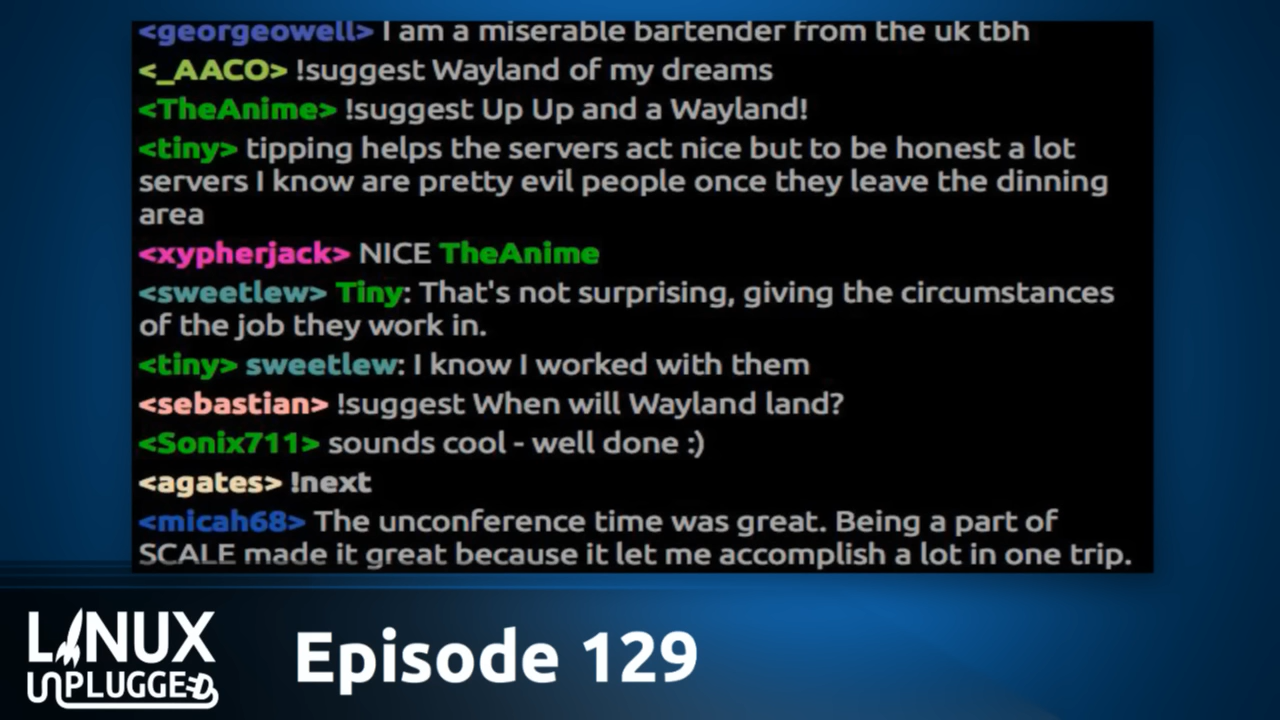 <georgeowell> I am a miserable bartender from the uk tbh
<_AACO> !suggest Wayland of my dreams
<TheAnime> !suggest Up Up and a Wayland!
<tiny> tipping helps the servers act nice but to be honest a lot
servers I know are pretty evil people once they leave the dinning
area
<xypherjack> NICE TheAnime
<sweetlew> Tiny: That's not surprising, giving the circumstances
of the job they work in.
<tiny> sweetlew: I know I worked with them
<sebastian> !suggest When will Wayland land?
<Sonix711> sounds cool - well done :)
<agates> !next
<micah68> The unconference time was great. Being a part of
SCALE made it great because it let me accomplish a lot in one trip.
LINUX
UNPLUGGED
Episode 129